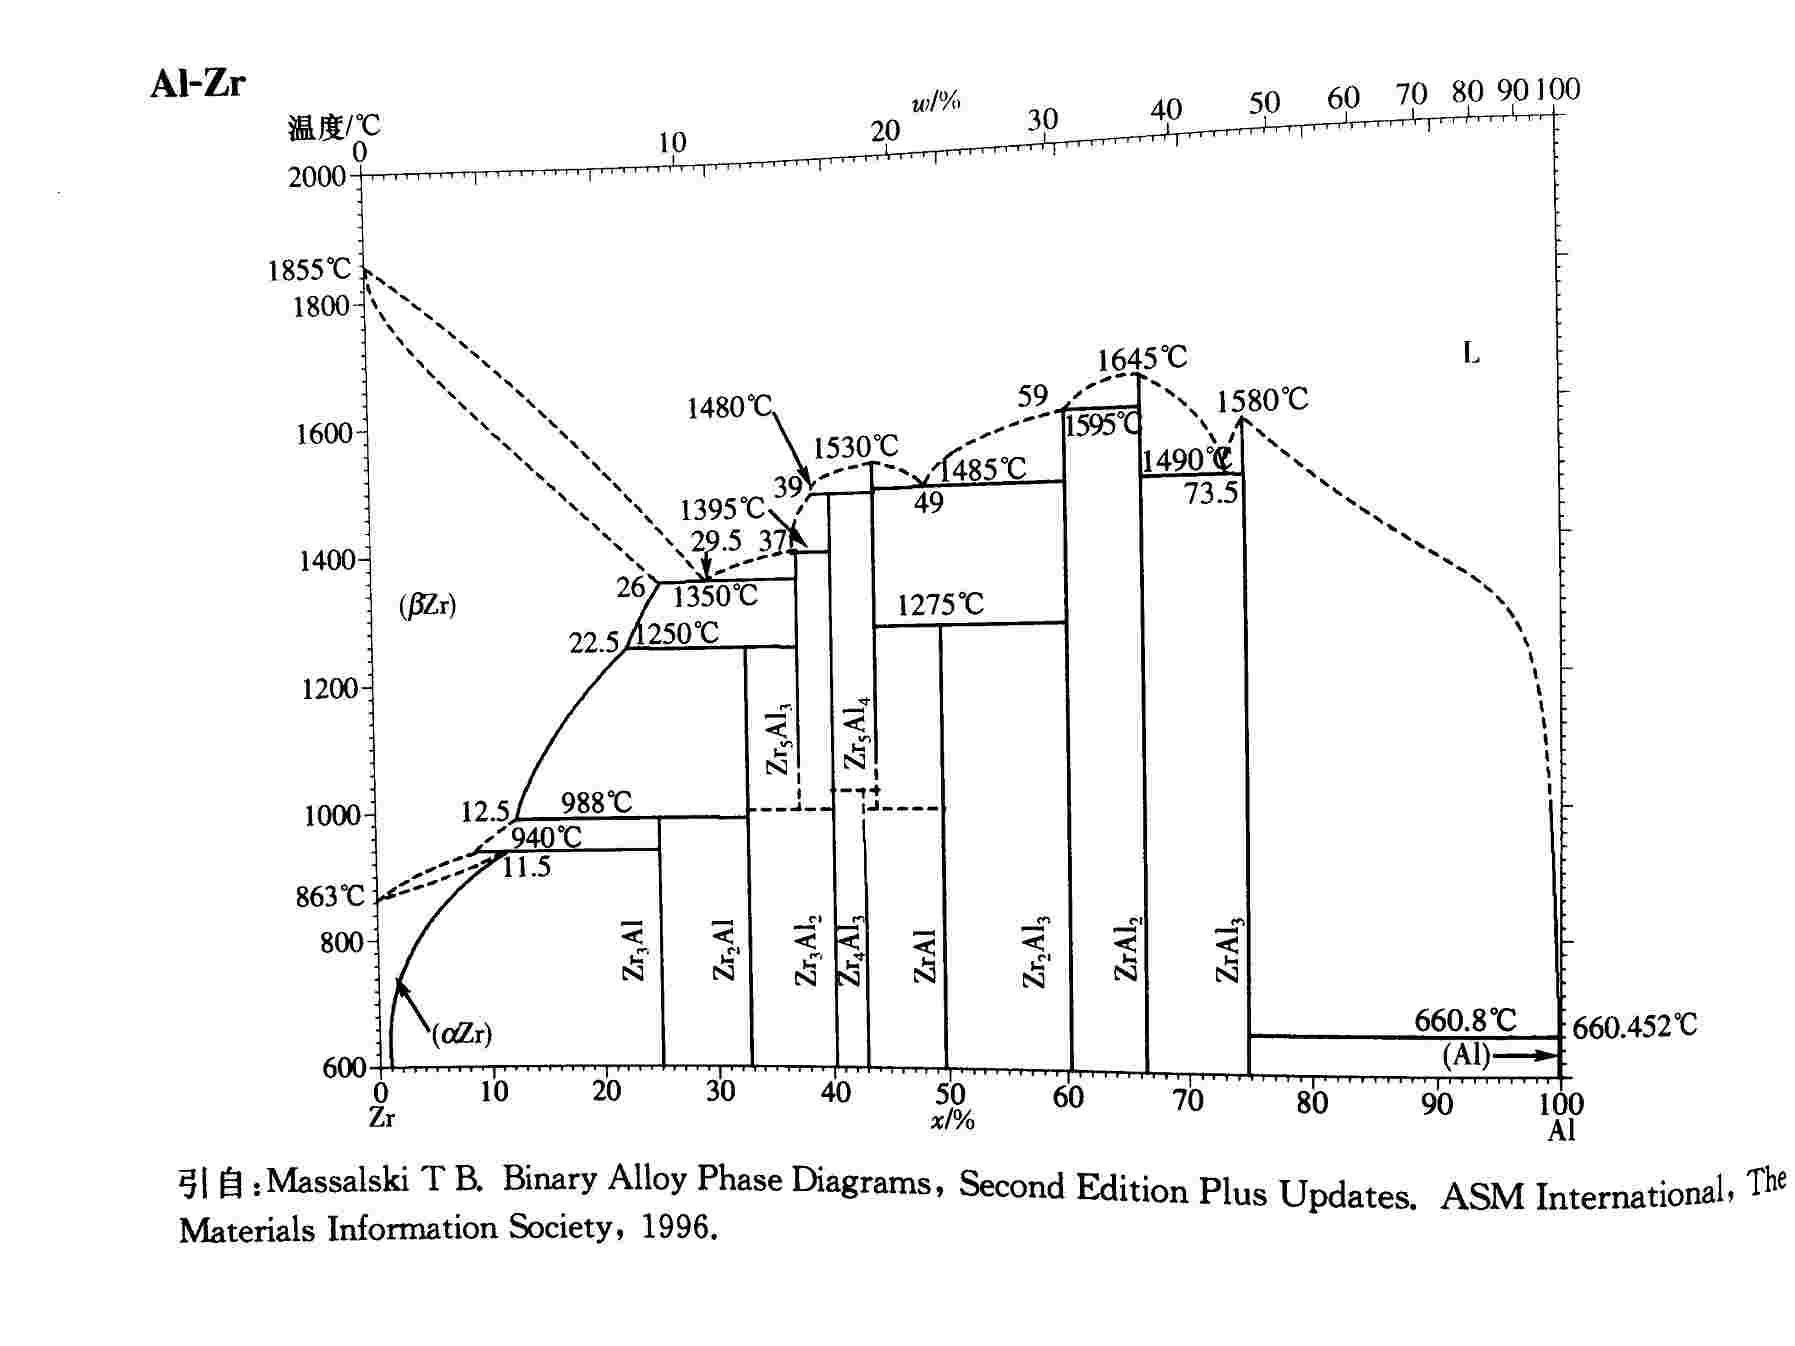 Al-Zr
w/%
温度/℃
0 10 20 30 40 50 60 70 80 90 100
2000
1855℃
1800
1645℃
L
59
1580℃
1480℃
1595℃
1600
1530℃
1490℃
1485℃
39
73.5
49
1395℃
29.5 37
1400
26
1350℃
(βZr)
1275℃
22.5 1250℃
1200
Zr₅Al₃
Zr₅Al₄
12.5 988℃
1000
940℃
11.5
863℃
800
Zr₃Al
Zr₂Al
Zr₃Al₂
Zr₄Al₃
ZrAl
Zr₂Al₃
ZrAl₂
ZrAl₃
(αZr)
660.8℃
660.452℃
(Al)
600
0 10 20 30 40 50 60 70 80 90 100
Zr x/% Al
引自:Massalski T B. Binary Alloy Phase Diagrams, Second Edition Plus Updates. ASM International, The
Materials Information Society, 1996.